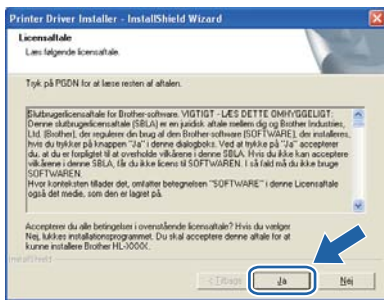 Printer Driver Installer - InstallShield Wizard
Licensaftale
Læs følgende licensaftale.
Tryk på PGDN for at læse resten af aftalen.
Slutbrugerlicensaftale for Brother-software. VIGTIGT - LÆS DETTE OMHYGGELIGT:
Denne slutbrugerlicensaftale (SBLA) er en juridisk aftale mellem dig og Brother Industries,
Ltd. (Brother), der regulerer din brug af den Brother-software (SOFTWARE), der installeres,
hvis du trykker på knappen "Ja" i denne dialogboks. Ved at trykke på "Ja" accepterer
du, at du er forpligtet til at overholde vilkårene i denne SBLA. Hvis du ikke kan acceptere
vilkårene i denne SBLA, får du ikke licens til SOFTWAREN. I så fald må du ikke bruge
SOFTWAREN.
Hvor konteksten tillader det, omfatter betegnelsen "SOFTWARE" i denne Licensaftale
også det medie, som den er lagret på.
Accepterer du alle betingelser i ovenstående licensaftale? Hvis du vælger
Nej, lukkes installationsprogrammet. Du skal acceptere denne aftale for at
kunne installere Brother HL-XXXX.
InstallShield
< Tilbage
Ja
Nej